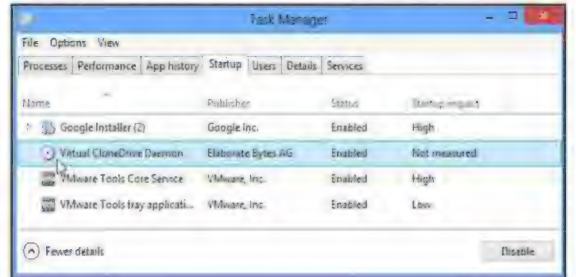 Task Manager
File Options View
Processes Performance App history Startup Users Details Services
Name Publisher Status Startup impact
Google Installer (2) Google Inc. Enabled High
Virtual CloneDrive Daemon Elaborate Bytes AG Enabled Not measured
VMware Tools Core Service VMware, Inc. Enabled High
VMware Tools tray applicati... VMware, Inc. Enabled Low
Fewer details Disable